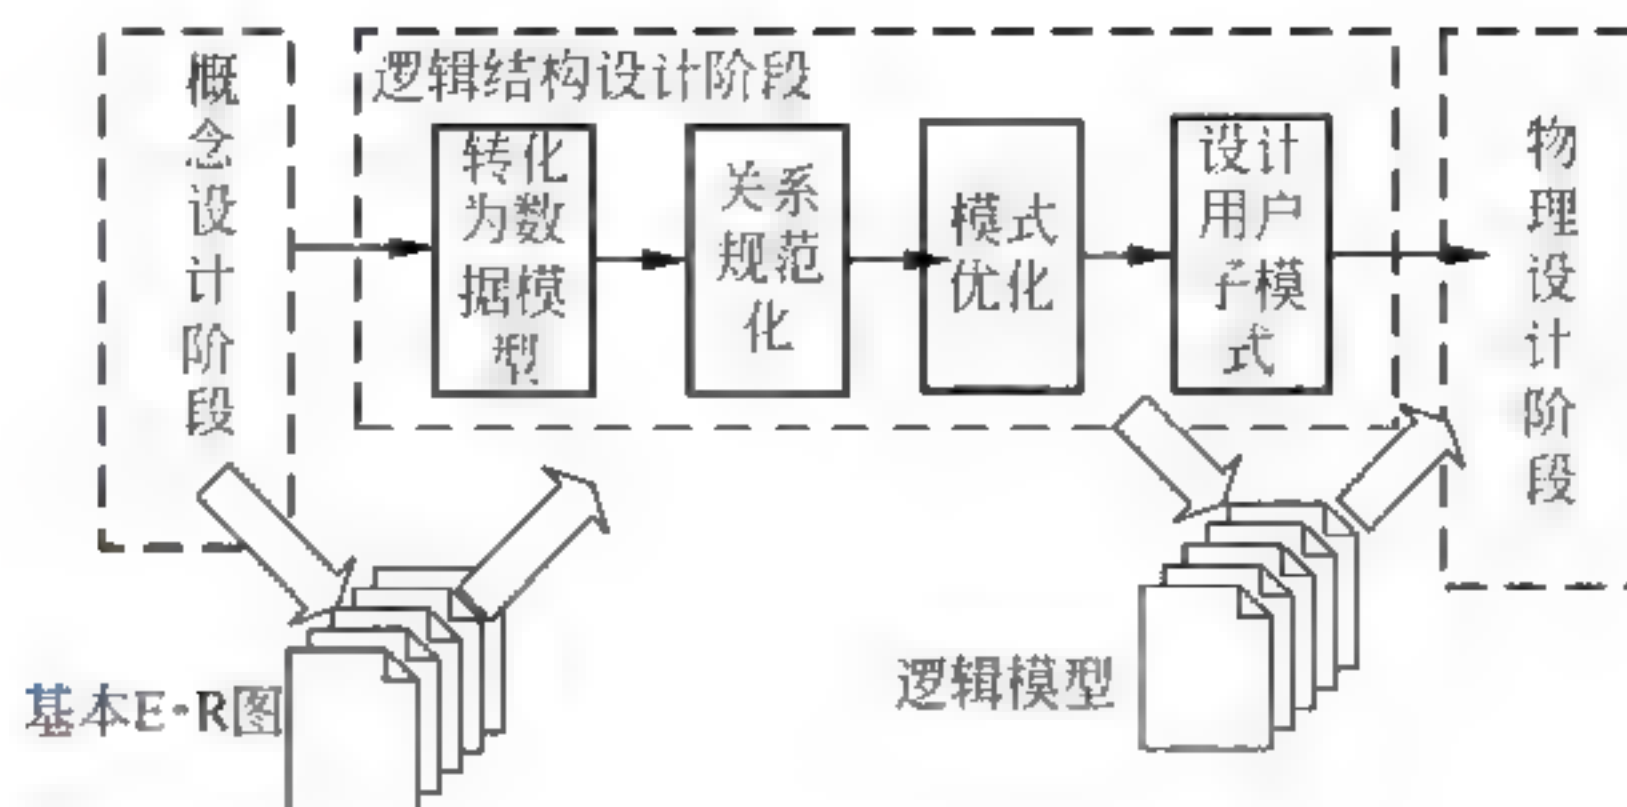 概
念
设
计
阶
段
逻辑结构设计阶段
转化
为数
据模
型
关系
规范
化
模式
优化
设计
用户
子模
式
物
理
设
计
阶
段
基本E-R图
逻辑模型